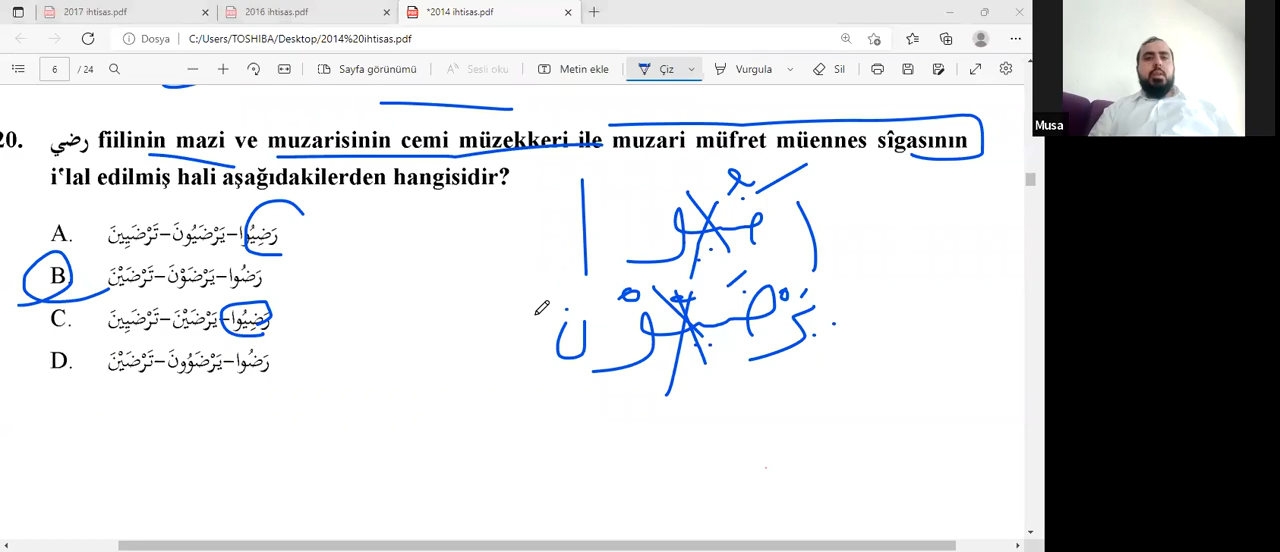 2017 ihtisas.pdf
2016 ihtisas.pdf
*2014 ihtisas.pdf
Dosya
C:/Users/TOSHIBA/Desktop/2014%20ihtisas.pdf
6 / 24
Sayfa görünümü
Sesli oku
Metin ekle
Çiz
Vurgula
Sil
Musa
20. رضي fiilinin mazi ve muzarisinin cemi müzekkeri ile muzari müfret müennes sîgasının
i‘lal edilmiş hali aşağıdakilerden hangisidir?
A. رَضِيُوا–يَرْضَيُونَ–تَرْضَيِينَ
B. رَضُوا–يَرْضَوْنَ–تَرْضَيْنَ
C. رَضِيُوا–يَرْضَيْنَ–تَرْضَيِينَ
D. رَضُوا–يَرْضَوُونَ–تَرْضَيْنَ